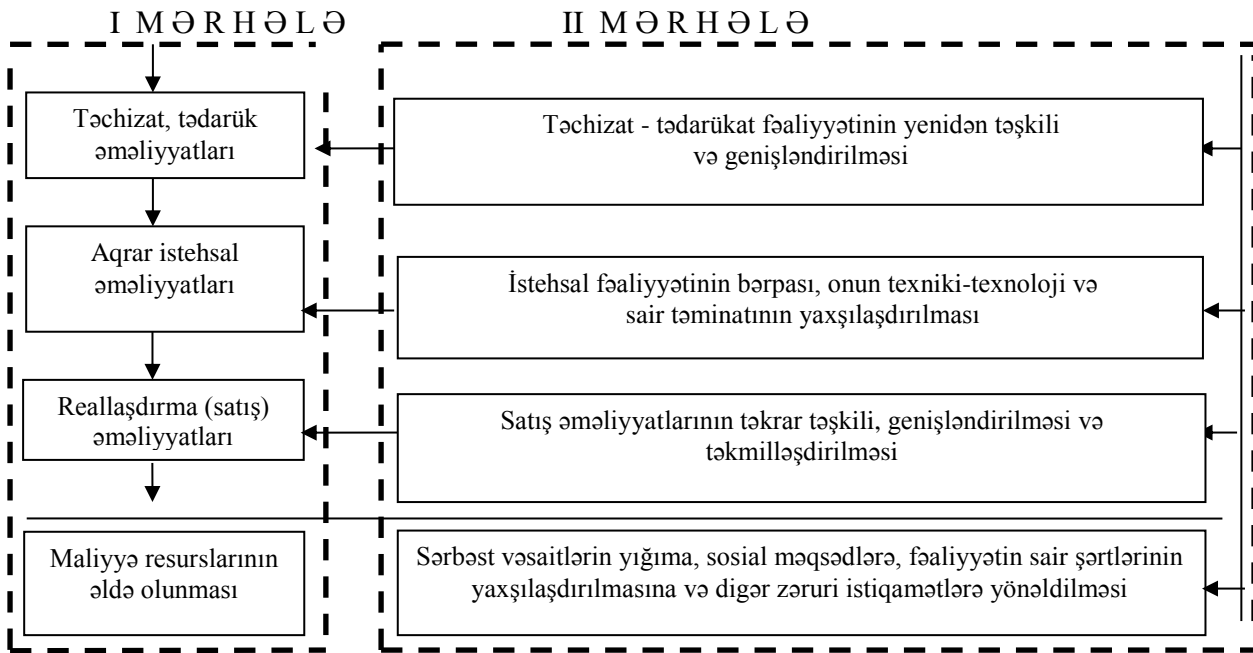 I MƏRHƏLƏ
II MƏRHƏLƏ
Təchizat, tədarük
əməliyyatları
Təchizat - tədarükat fəaliyyətinin yenidən təşkili
və genişləndirilməsi
Aqrar istehsal
əməliyyatları
İstehsal fəaliyyətinin bərpası, onun texniki-texnoloji və
sair təminatının yaxşılaşdırılması
Reallaşdırma (satış)
əməliyyatları
Satış əməliyyatlarının təkrar təşkili, genişləndirilməsi və
təkmilləşdirilməsi
Maliyyə resurslarının
əldə olunması
Sərbəst vəsaitlərin yığıma, sosial məqsədlərə, fəaliyyətin sair şərtlərinin
yaxşılaşdırılmasına və digər zəruri istiqamətlərə yönəldilməsi